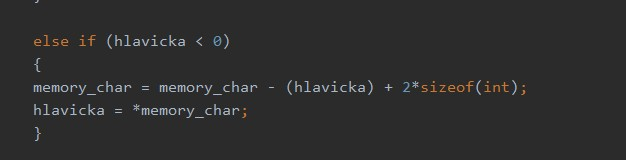 else if (hlavicka < 0)
{
memory_char = memory_char - (hlavicka) + 2*sizeof(int);
hlavicka = *memory_char;
}